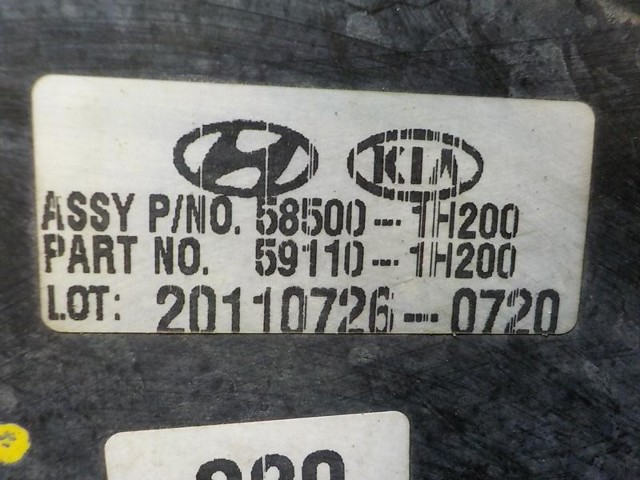 KIA
ASSY P/NO. 58500-1H200
PART NO. 59110-1H200
LOT: 20110726-0720